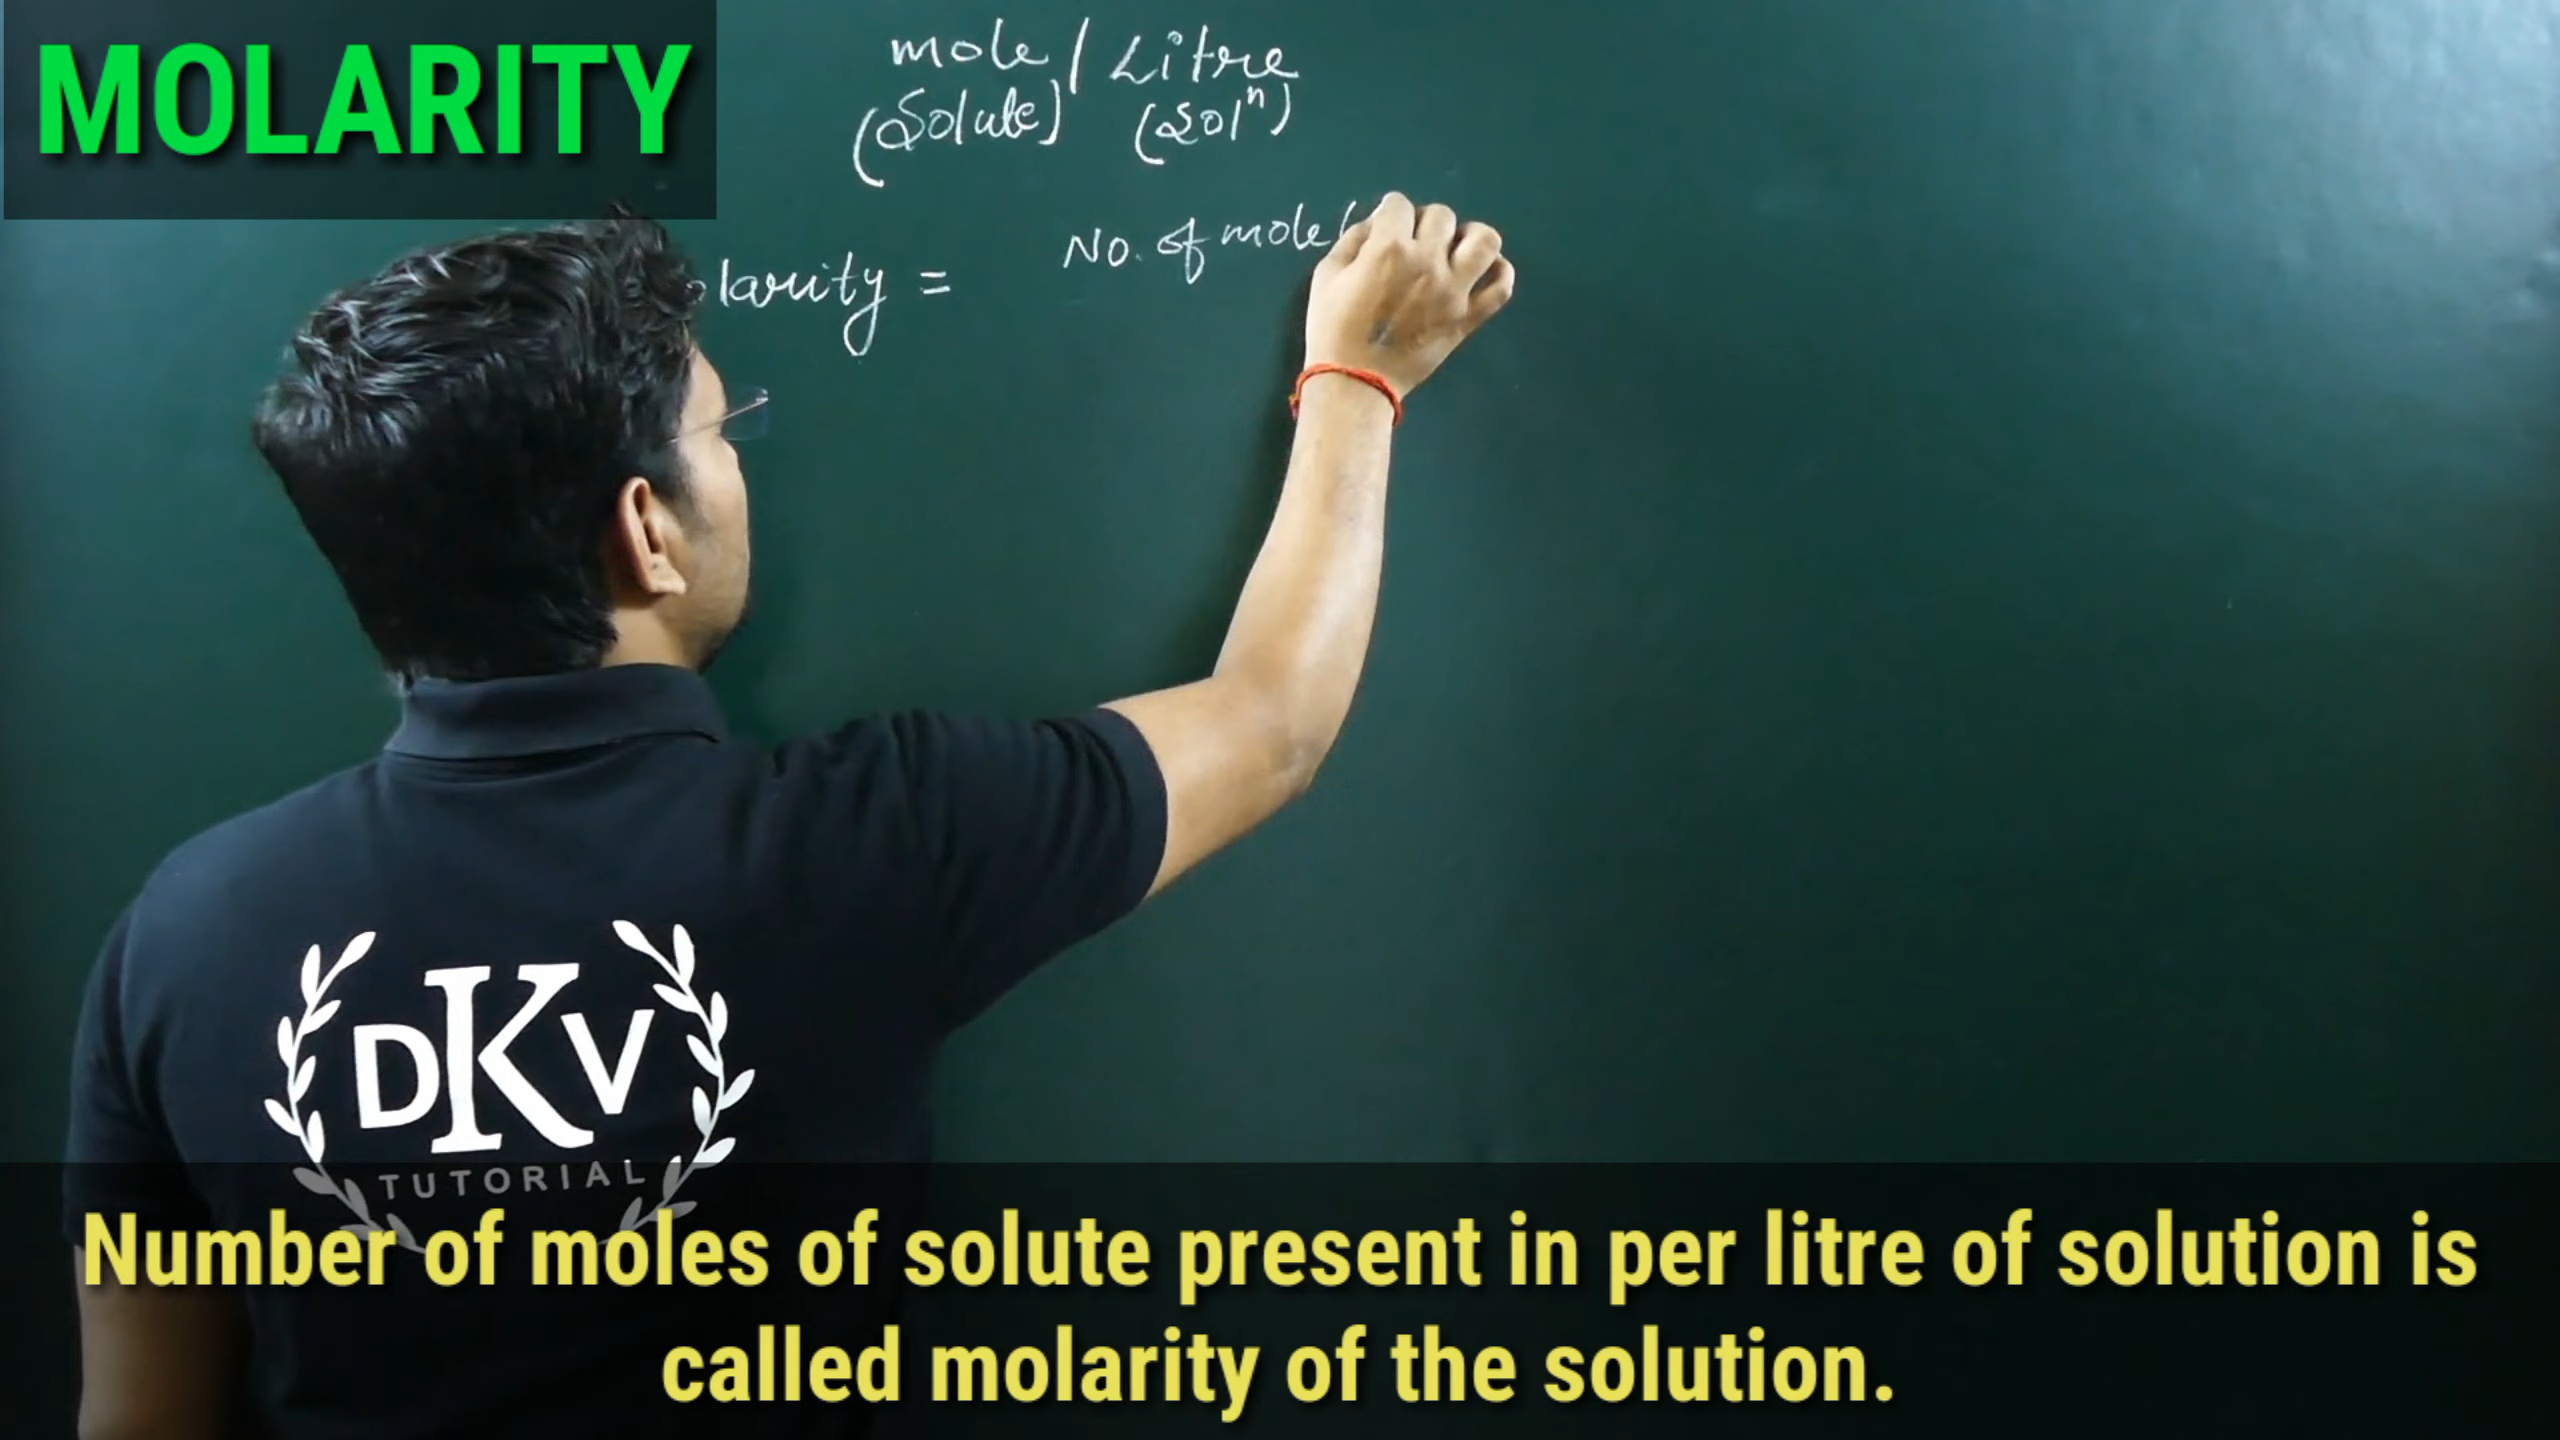 MOLARITY
mole / Litre
(Solute) (Solⁿ)
No. of mole(
olarity =
DKV
TUTORIAL
Number of moles of solute present in per litre of solution is
called molarity of the solution.